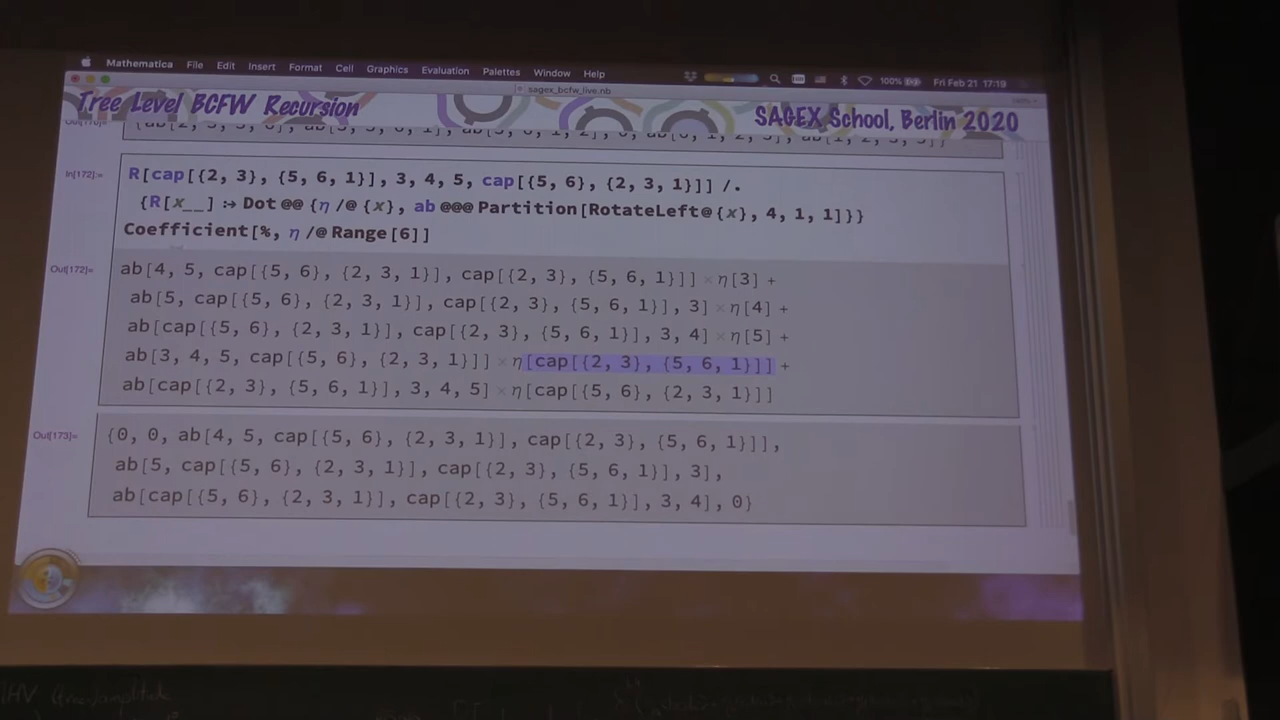 Mathematica File Edit Insert Format Cell Graphics Evaluation Palettes Window Help 100% Fri Feb 21 17:19
sagex_bcfw_live.nb
Tree Level BCFW Recursion SAGEX School, Berlin 2020
In[172]:= R[cap[{2, 3}, {5, 6, 1}], 3, 4, 5, cap[{5, 6}, {2, 3, 1}]] /.
{R[x__] :> Dot @@ {η /@ {x}, ab @@@ Partition[RotateLeft@{x}, 4, 1, 1]}}
Coefficient[%, η /@ Range[6]]
Out[172]= ab[4, 5, cap[{5, 6}, {2, 3, 1}], cap[{2, 3}, {5, 6, 1}]] × η[3] +
ab[5, cap[{5, 6}, {2, 3, 1}], cap[{2, 3}, {5, 6, 1}], 3] × η[4] +
ab[cap[{5, 6}, {2, 3, 1}], cap[{2, 3}, {5, 6, 1}], 3, 4] × η[5] +
ab[3, 4, 5, cap[{5, 6}, {2, 3, 1}]] × η[cap[{2, 3}, {5, 6, 1}]] +
ab[cap[{2, 3}, {5, 6, 1}], 3, 4, 5] × η[cap[{5, 6}, {2, 3, 1}]]
Out[173]= {0, 0, ab[4, 5, cap[{5, 6}, {2, 3, 1}], cap[{2, 3}, {5, 6, 1}]],
ab[5, cap[{5, 6}, {2, 3, 1}], cap[{2, 3}, {5, 6, 1}], 3],
ab[cap[{5, 6}, {2, 3, 1}], cap[{2, 3}, {5, 6, 1}], 3, 4], 0}